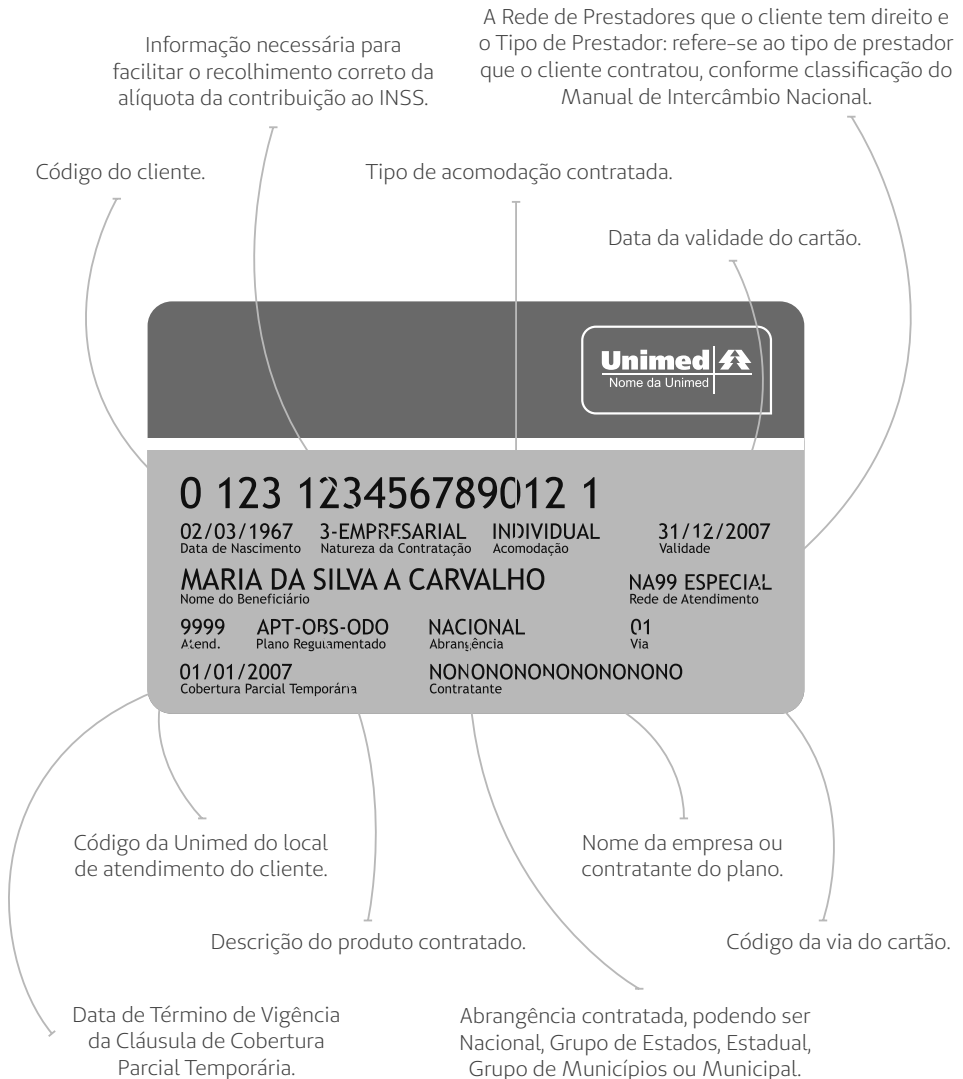 A Rede de Prestadores que o cliente tem direito e
o Tipo de Prestador: refere-se ao tipo de prestador
que o cliente contratou, conforme classificação do
Manual de Intercâmbio Nacional.
Informação necessária para
facilitar o recolhimento correto da
alíquota da contribuição ao INSS.
Código do cliente.
Tipo de acomodação contratada.
Data da validade do cartão.
Unimed
Nome da Unimed
0 123 123456789012 1
02/03/1967 3-EMPRESARIAL INDIVIDUAL 31/12/2007
Data de Nascimento Natureza da Contratação Acomodação Validade
MARIA DA SILVA A CARVALHO NA99 ESPECIAL
Nome do Beneficiário Rede de Atendimento
9999 APT-OBS-ODO NACIONAL 01
Atend. Plano Regulamentado Abrangência Via
01/01/2007 NONONONONONONONONO
Cobertura Parcial Temporária Contratante
Código da Unimed do local
de atendimento do cliente.
Nome da empresa ou
contratante do plano.
Descrição do produto contratado.
Código da via do cartão.
Data de Término de Vigência
da Cláusula de Cobertura
Parcial Temporária.
Abrangência contratada, podendo ser
Nacional, Grupo de Estados, Estadual,
Grupo de Municípios ou Municipal.